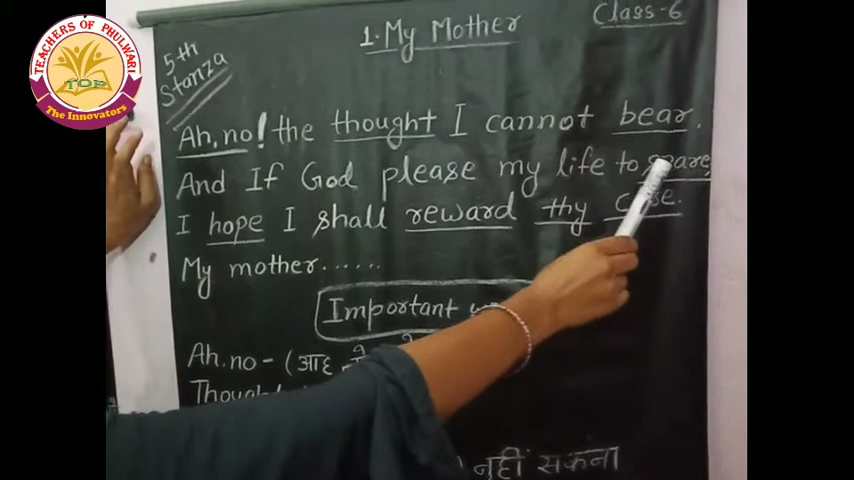 TEACHERS OF PHULWARI
TOP
The Innovators
5th
Stanza
1. My Mother
Class-6
Ah, no! the thought I cannot bear.
And If God please my life to spare,
I hope I shall reward thy
My mother......
Important
Ah. no - (आह
नहीं सकना